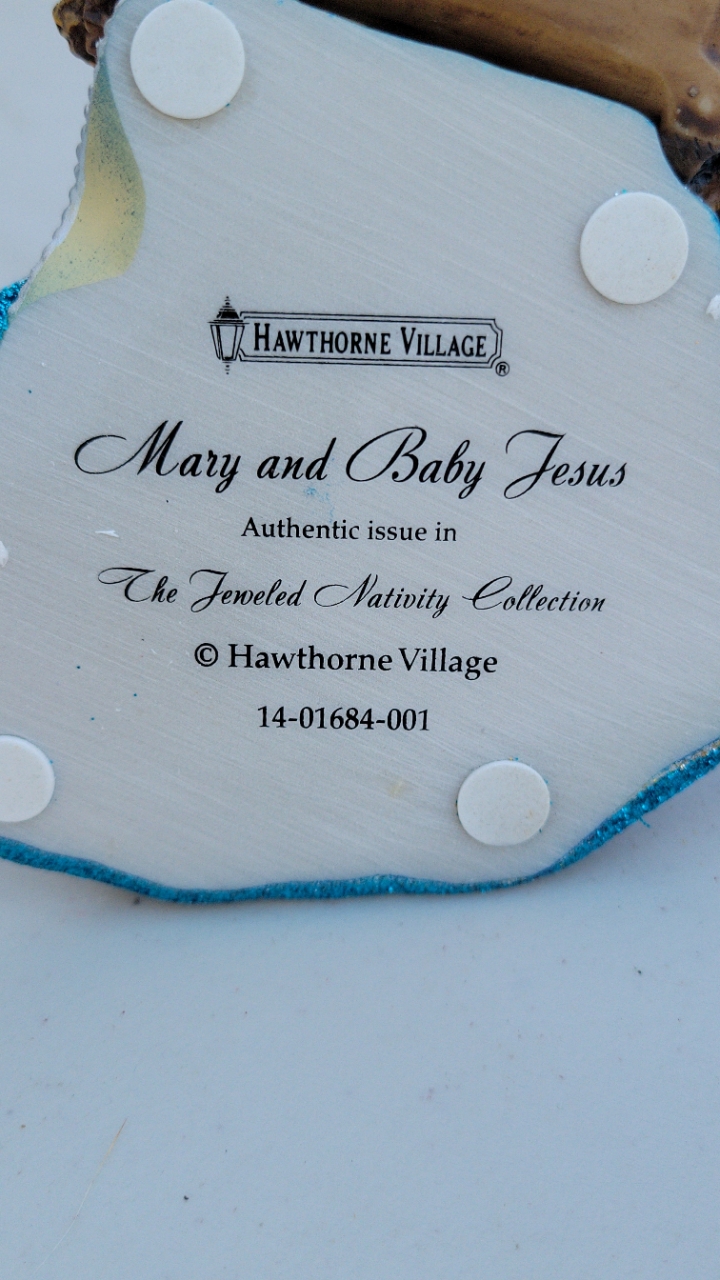 HAWTHORNE VILLAGE ®
Mary and Baby Jesus
Authentic issue in
The Jeweled Nativity Collection
© Hawthorne Village
14-01684-001